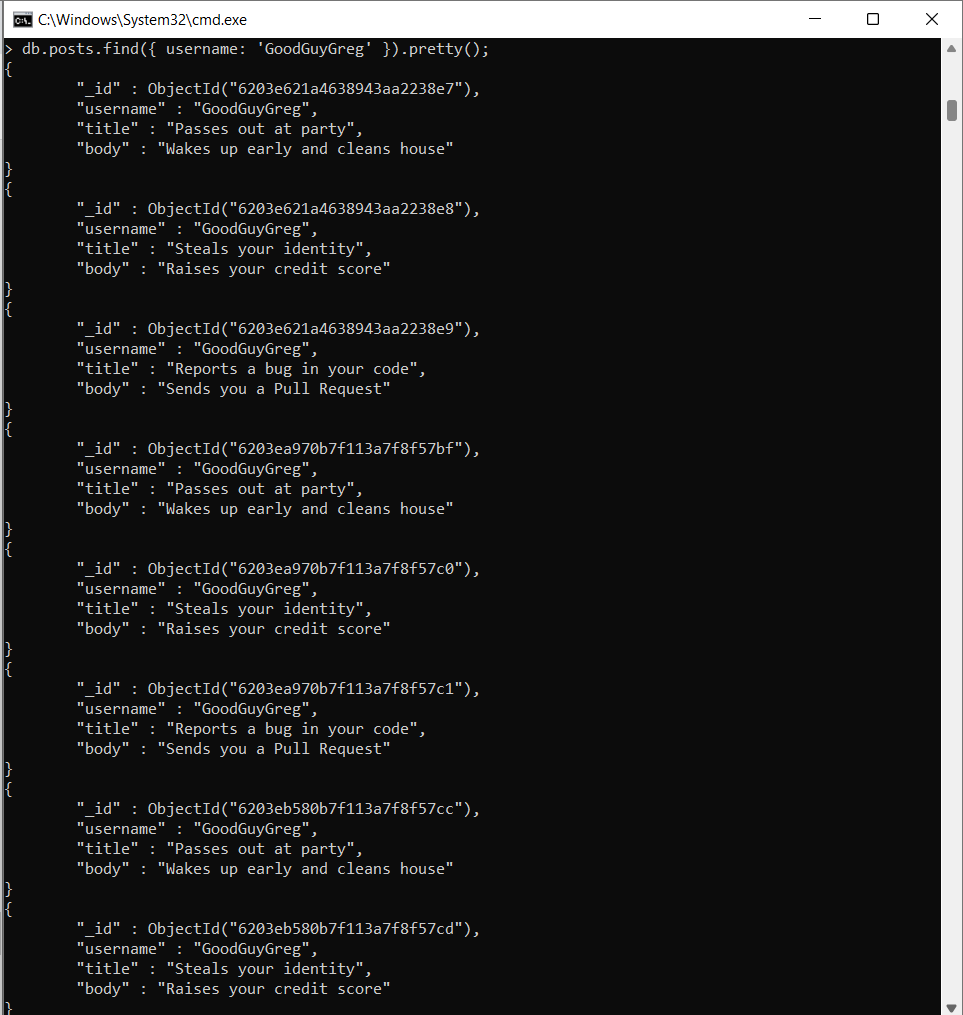 C:\Windows\System32\cmd.exe
> db.posts.find({ username: 'GoodGuyGreg' }).pretty();
{
        "_id" : ObjectId("6203e621a4638943aa2238e7"),
        "username" : "GoodGuyGreg",
        "title" : "Passes out at party",
        "body" : "Wakes up early and cleans house"
}
{
        "_id" : ObjectId("6203e621a4638943aa2238e8"),
        "username" : "GoodGuyGreg",
        "title" : "Steals your identity",
        "body" : "Raises your credit score"
}
{
        "_id" : ObjectId("6203e621a4638943aa2238e9"),
        "username" : "GoodGuyGreg",
        "title" : "Reports a bug in your code",
        "body" : "Sends you a Pull Request"
}
{
        "_id" : ObjectId("6203ea970b7f113a7f8f57bf"),
        "username" : "GoodGuyGreg",
        "title" : "Passes out at party",
        "body" : "Wakes up early and cleans house"
}
{
        "_id" : ObjectId("6203ea970b7f113a7f8f57c0"),
        "username" : "GoodGuyGreg",
        "title" : "Steals your identity",
        "body" : "Raises your credit score"
}
{
        "_id" : ObjectId("6203ea970b7f113a7f8f57c1"),
        "username" : "GoodGuyGreg",
        "title" : "Reports a bug in your code",
        "body" : "Sends you a Pull Request"
}
{
        "_id" : ObjectId("6203eb580b7f113a7f8f57cc"),
        "username" : "GoodGuyGreg",
        "title" : "Passes out at party",
        "body" : "Wakes up early and cleans house"
}
{
        "_id" : ObjectId("6203eb580b7f113a7f8f57cd"),
        "username" : "GoodGuyGreg",
        "title" : "Steals your identity",
        "body" : "Raises your credit score"
}